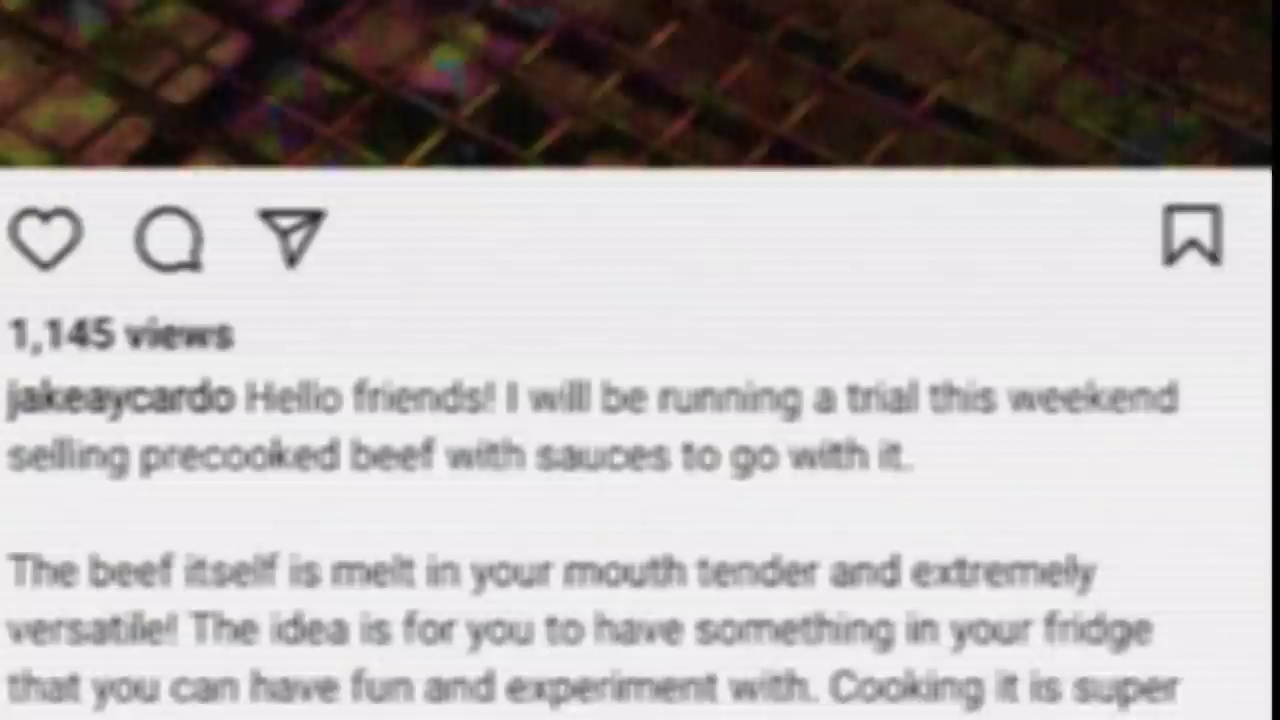 1,145 views
jakeaycardo Hello friends! I will be running a trial this weekend
selling precooked beef with sauces to go with it.
The beef itself is melt in your mouth tender and extremely
versatile! The idea is for you to have something in your fridge
that you can have fun and experiment with. Cooking it is super